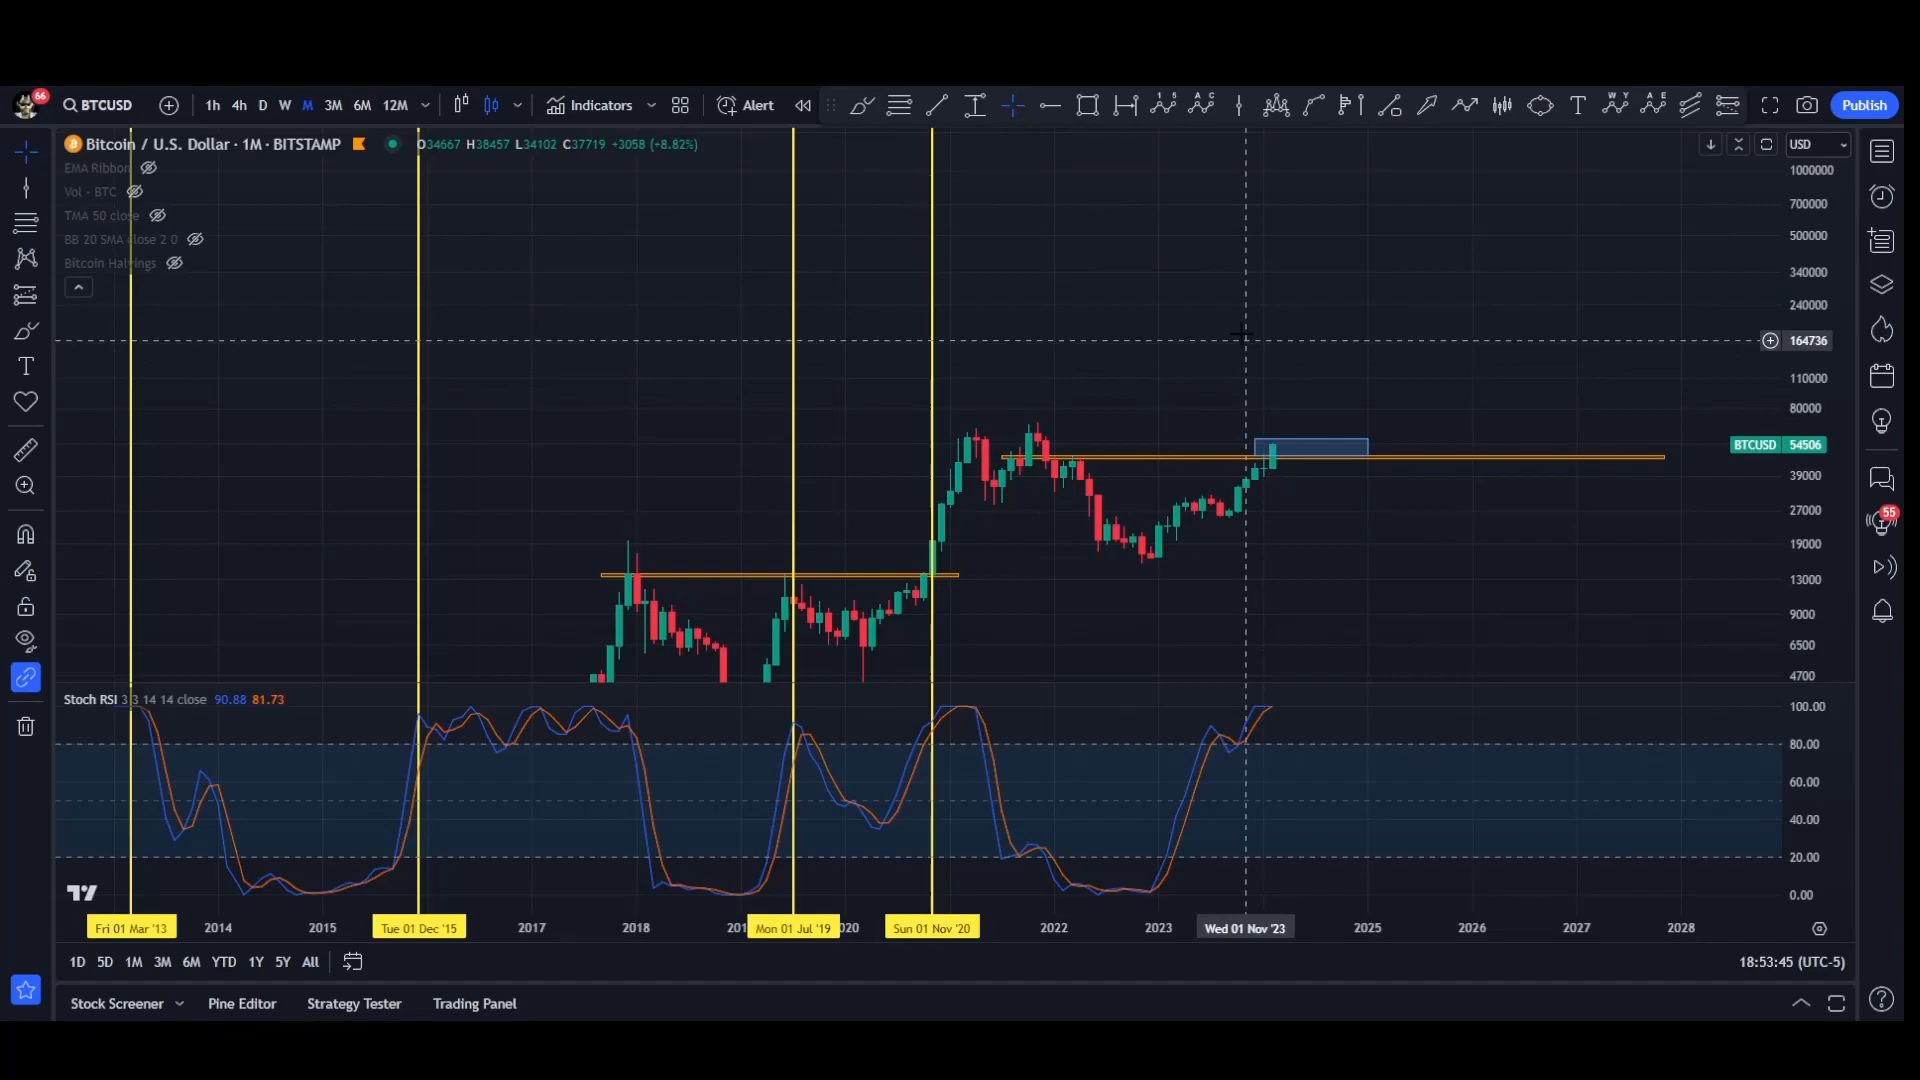 66
BTCUSD
1h 4h D W M 3M 6M 12M
Indicators
Alert
Publish
Bitcoin / U.S. Dollar · 1M · BITSTAMP
O34667 H38457 L34102 C37719 +3058 (+8.82%)
USD
EMA Ribbon
Vol · BTC
TMA 50 close
BB 20 SMA close 2 0
Bitcoin Halvings
1000000
700000
500000
340000
240000
164736
110000
80000
BTCUSD 54506
39000
27000
19000
13000
9000
6500
4700
55
Stoch RSI 3 3 14 14 close 90.88 81.73
100.00
80.00
60.00
40.00
20.00
0.00
Fri 01 Mar '13 2014 2015 Tue 01 Dec '15 2017 2018 201 Mon 01 Jul '19 020 Sun 01 Nov '20 2022 2023 Wed 01 Nov '23 2025 2026 2027 2028
1D 5D 1M 3M 6M YTD 1Y 5Y All
18:53:45 (UTC-5)
Stock Screener Pine Editor Strategy Tester Trading Panel